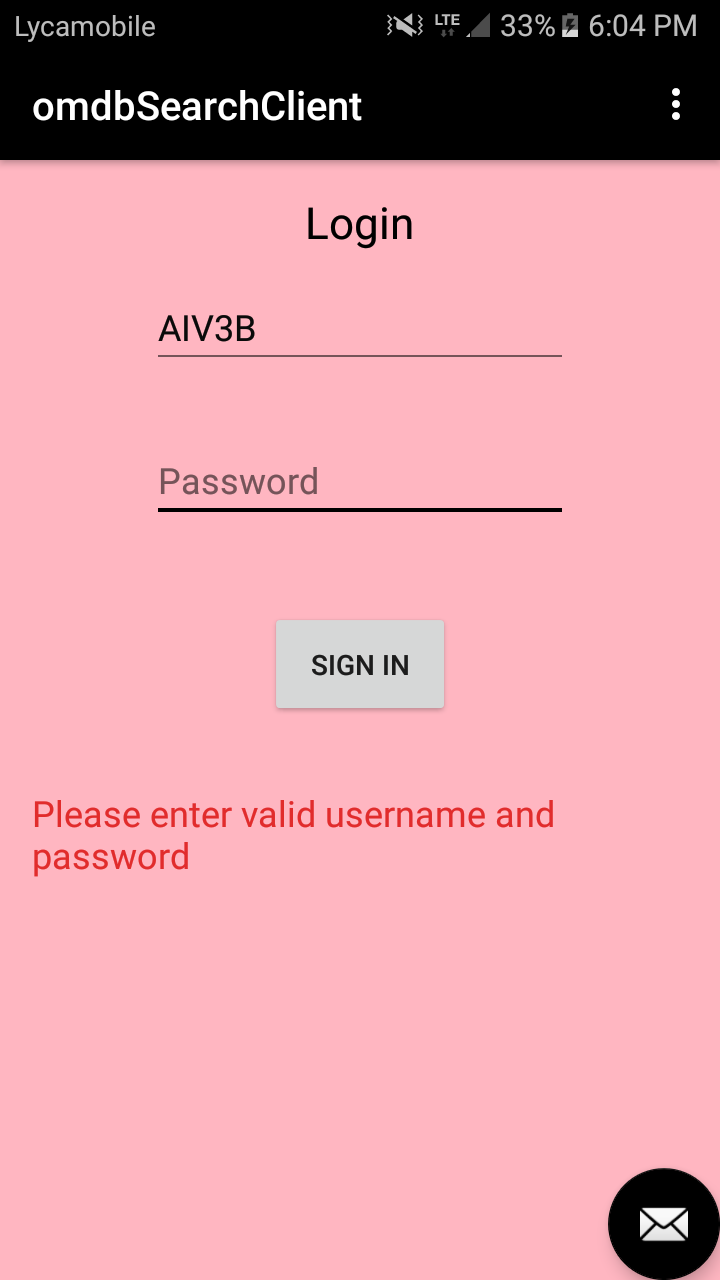 Lycamobile LTE 33% 6:04 PM
omdbSearchClient
Login
AIV3B
Password
SIGN IN
Please enter valid username and
password